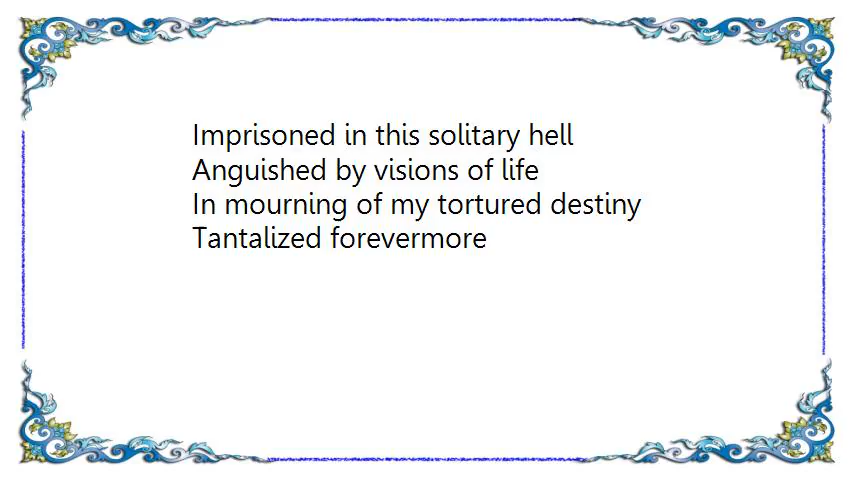 Imprisoned in this solitary hell
Anguished by visions of life
In mourning of my tortured destiny
Tantalized forevermore